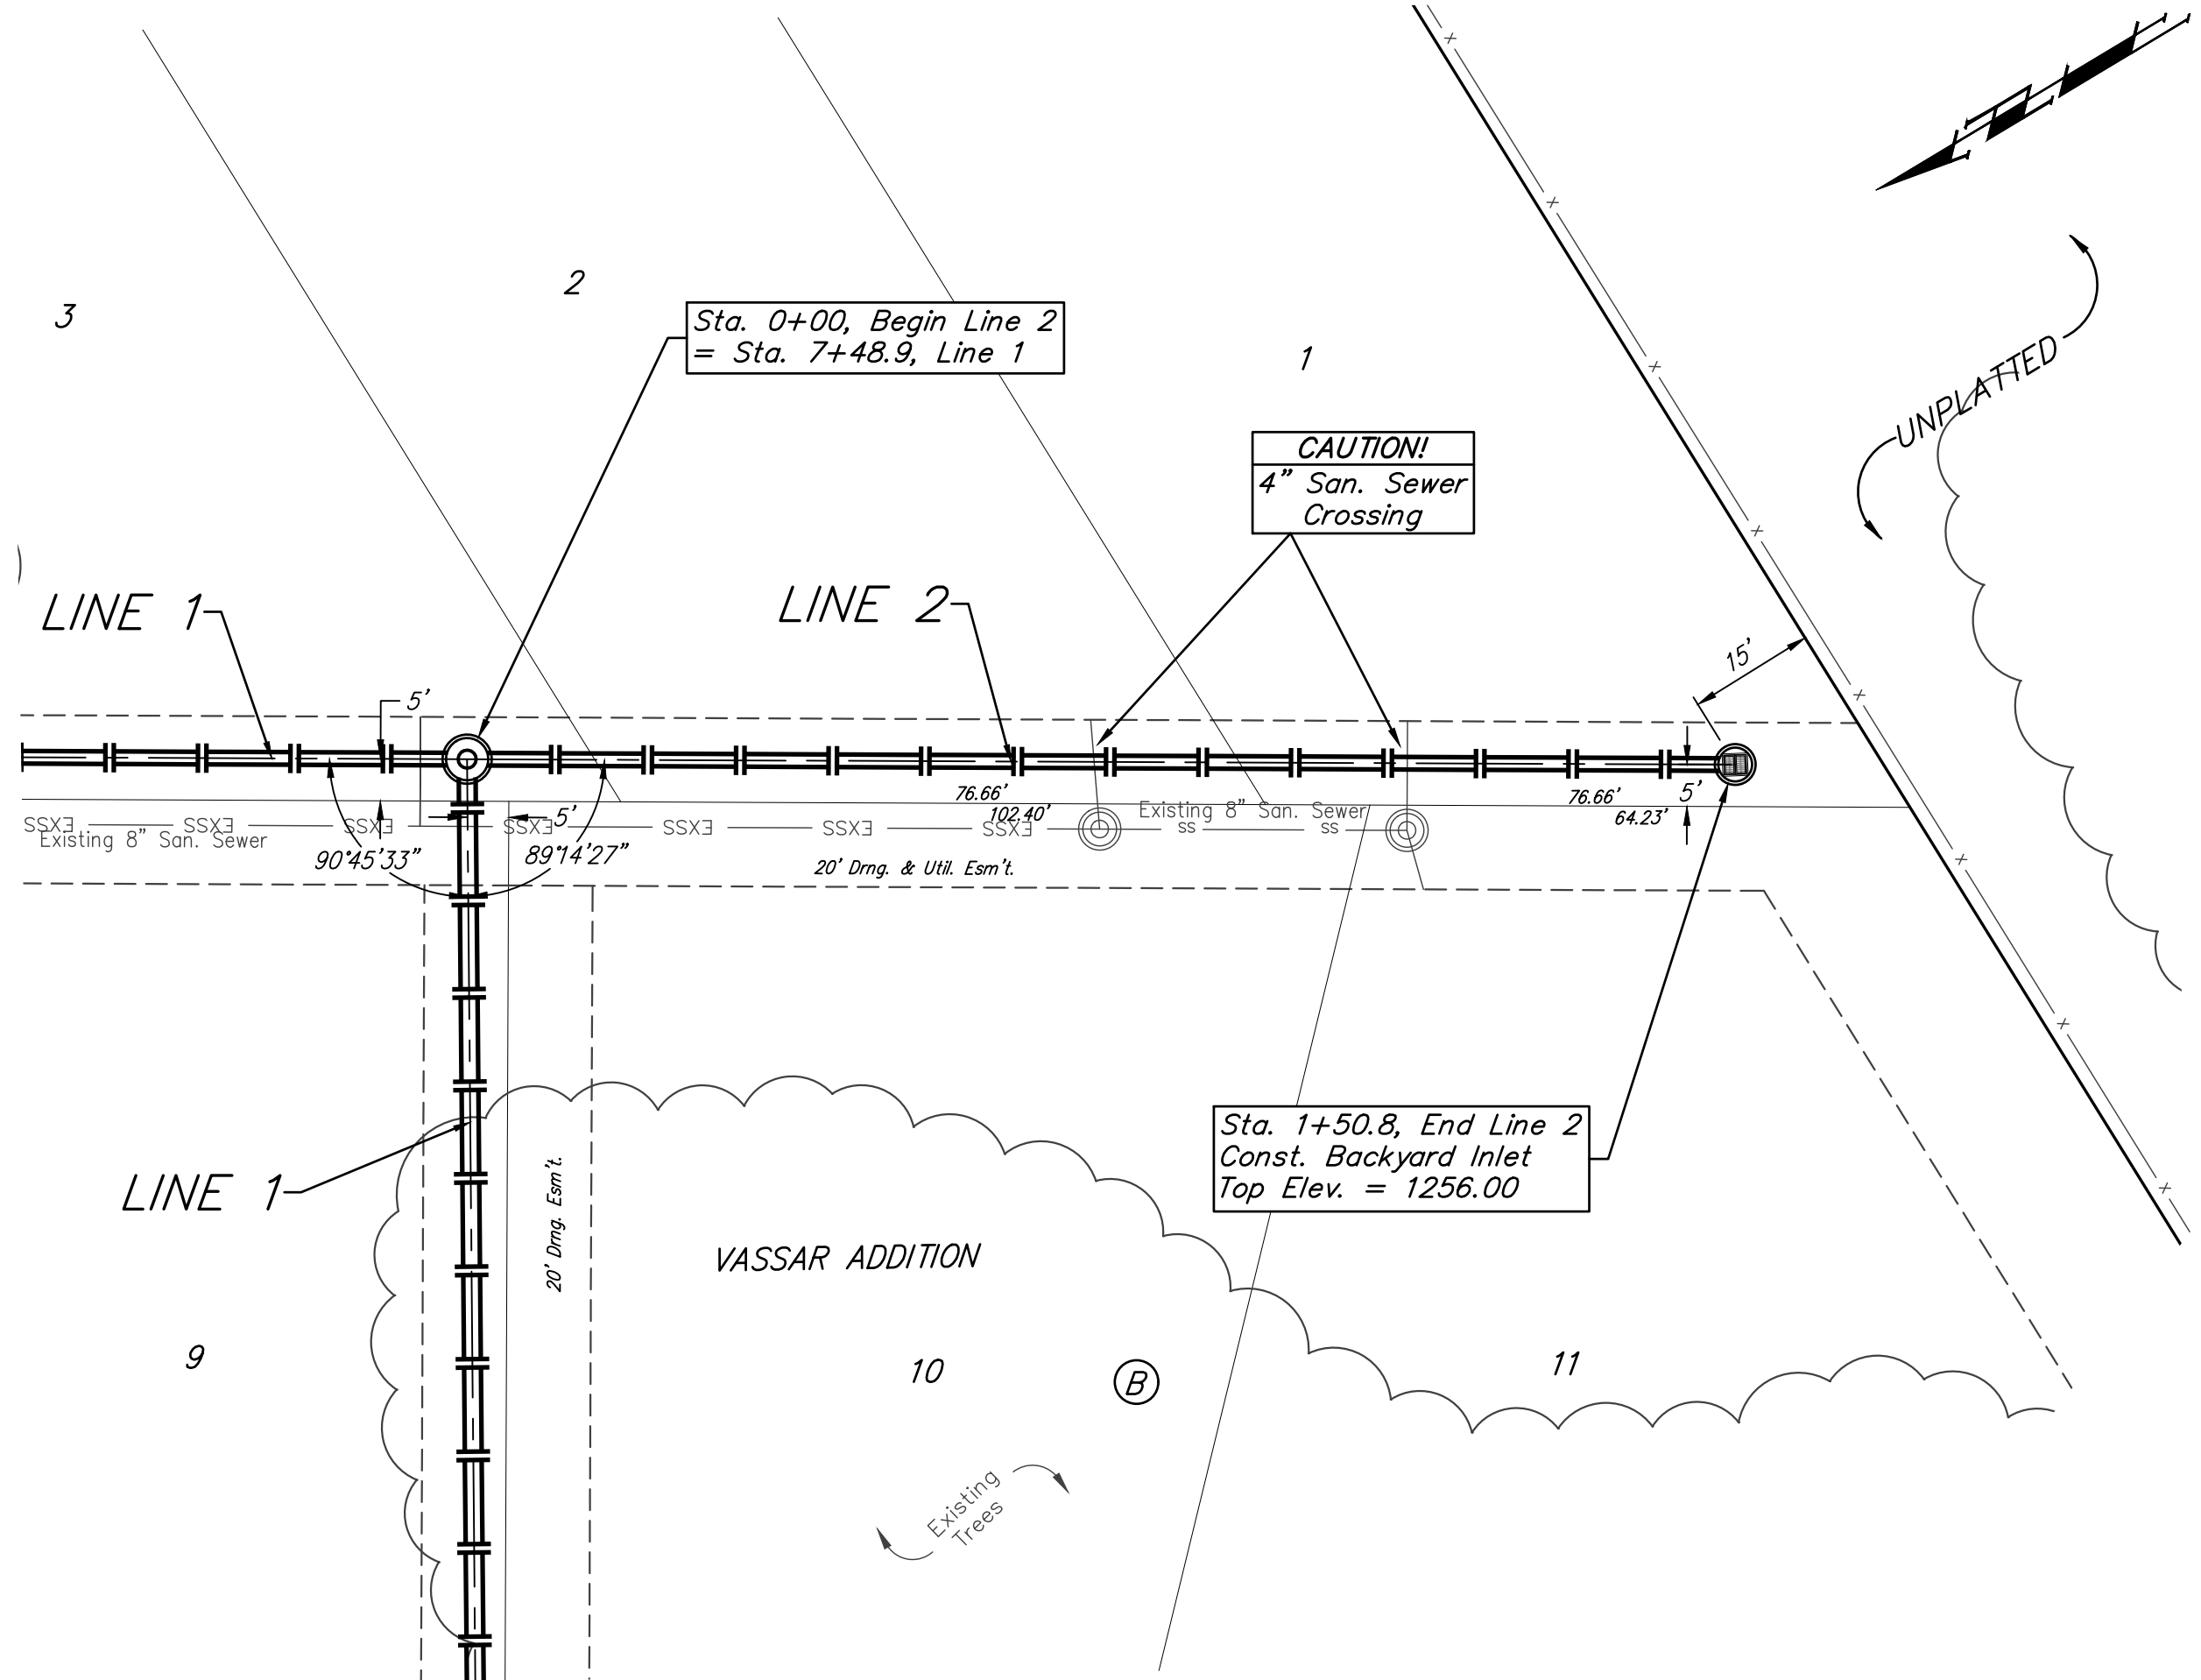 3
2
Sta. 0+00, Begin Line 2
= Sta. 7+48.9, Line 1
1
UNPLATTED
CAUTION!
4" San. Sewer
Crossing
LINE 1
LINE 2
15'
5'
76.66'
102.40'
Existing 8" San. Sewer
76.66'
5'
64.23'
5'
EXSS
EXSS
EXSS
EXSS
EXSS
EXSS
EXSS
SS
SS
Existing 8" San. Sewer
90°45'33"
89°14'27"
20' Drng. & Util. Esm't.
Sta. 1+50.8, End Line 2
Const. Backyard Inlet
Top Elev. = 1256.00
LINE 1
20' Drng. Esm't.
VASSAR ADDITION
9
10
B
11
Existing
Trees